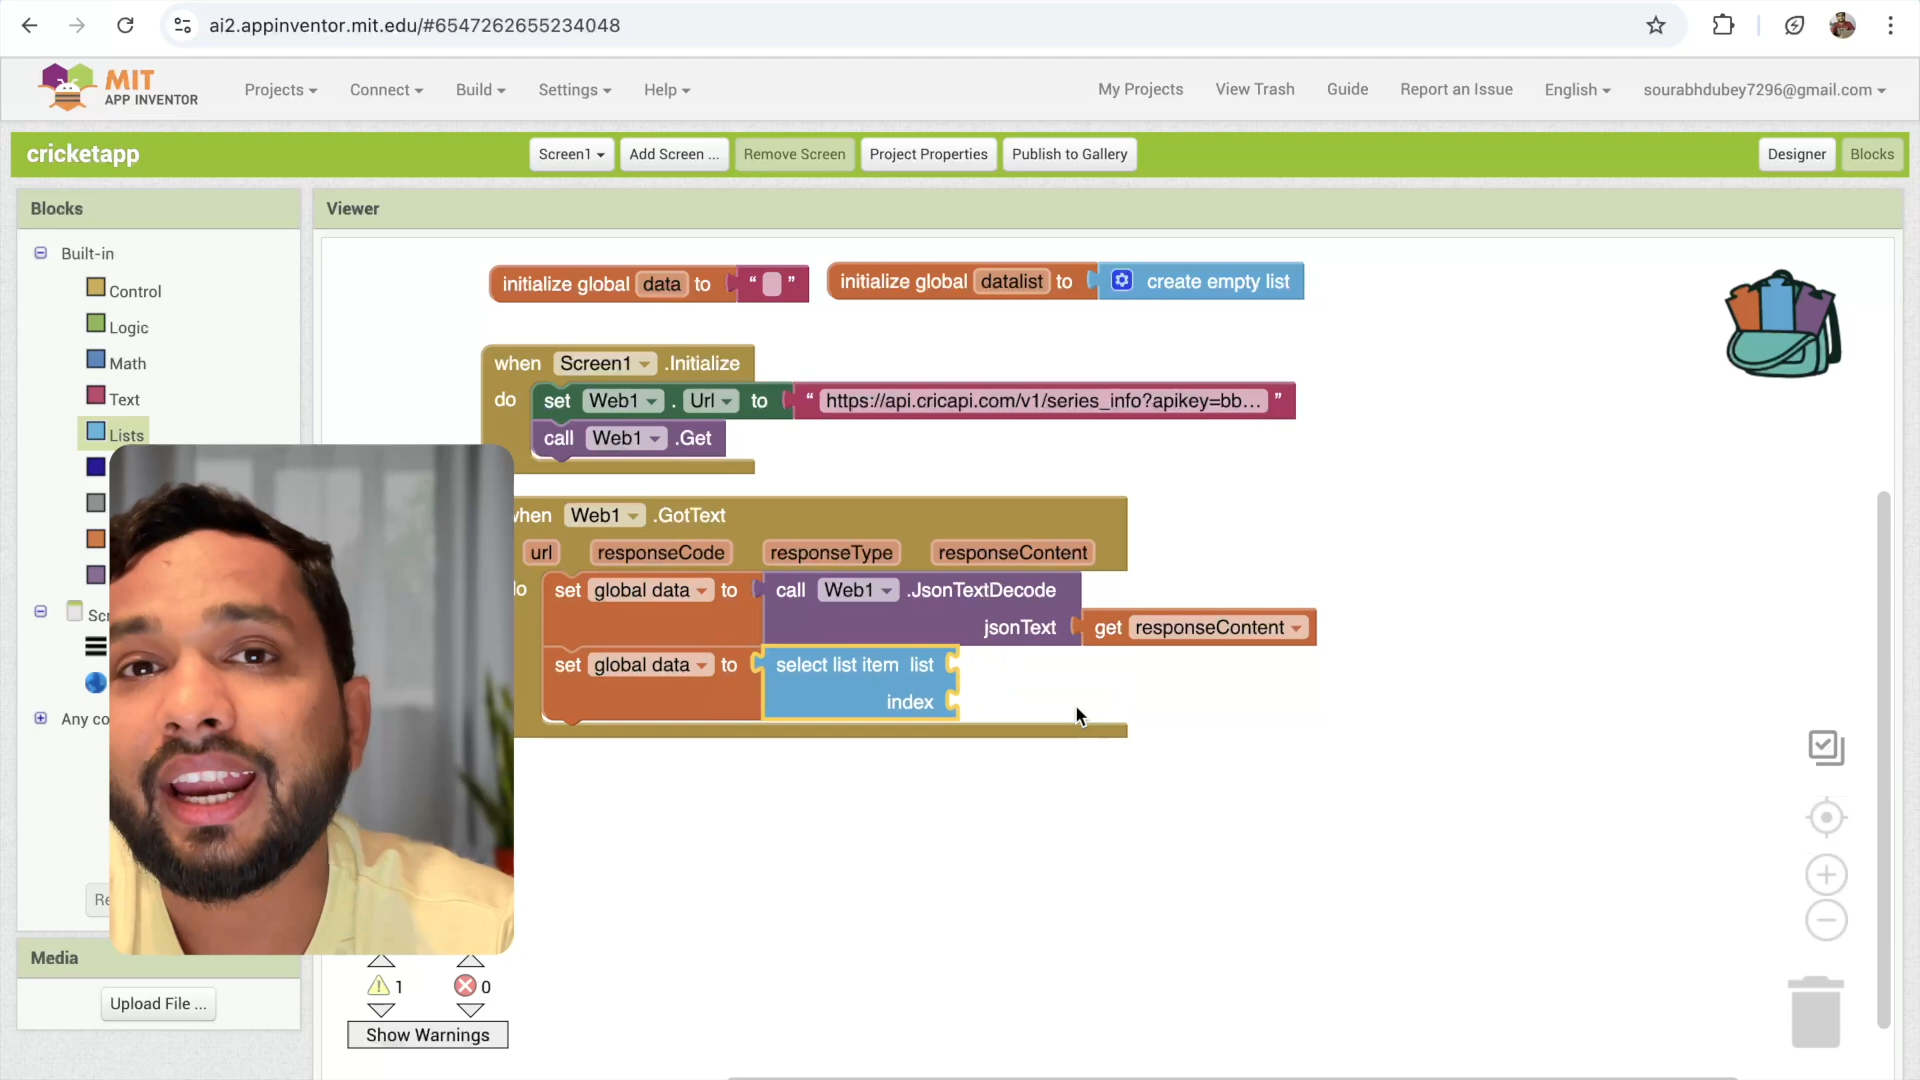 ai2.appinventor.mit.edu/#6547262655234048
MIT
APP INVENTOR
Projects
Connect
Build
Settings
Help
My Projects
View Trash
Guide
Report an Issue
English
sourabhdubey7296@gmail.com
cricketapp
Screen1
Add Screen ...
Remove Screen
Project Properties
Publish to Gallery
Designer
Blocks
Blocks
Viewer
Built-in
Control
Logic
Math
Text
Lists
Any co
Media
Upload File ...
initialize global data to “ ”
initialize global datalist to create empty list
when Screen1 .Initialize
do set Web1 . Url to “ https://api.cricapi.com/v1/series_info?apikey=bb... ”
call Web1 .Get
when Web1 .GotText
url responseCode responseType responseContent
set global data to call Web1 .JsonTextDecode
jsonText get responseContent
set global data to select list item list
index
1 0
Show Warnings